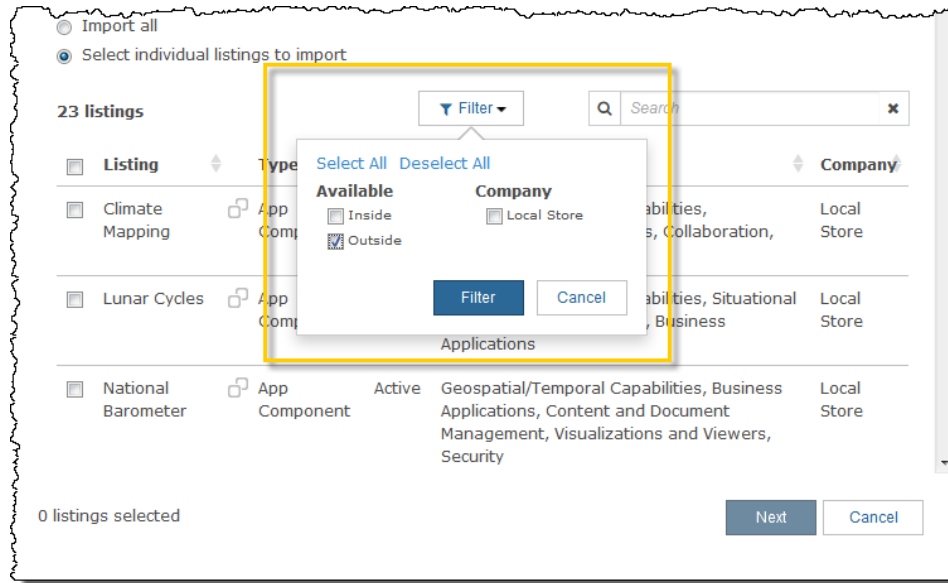 Import all
Select individual listings to import
23 listings
Filter
Search
Listing
Type
Company
Select All Deselect All
Available
Company
Inside
Local Store
Outside
Filter
Cancel
Climate
Mapping
App
Collaboration,
Local
Store
Lunar Cycles
App
Situational
Business
Applications
Local
Store
National
Barometer
App
Component
Active
Geospatial/Temporal Capabilities, Business
Applications, Content and Document
Management, Visualizations and Viewers,
Security
Local
Store
0 listings selected
Next
Cancel